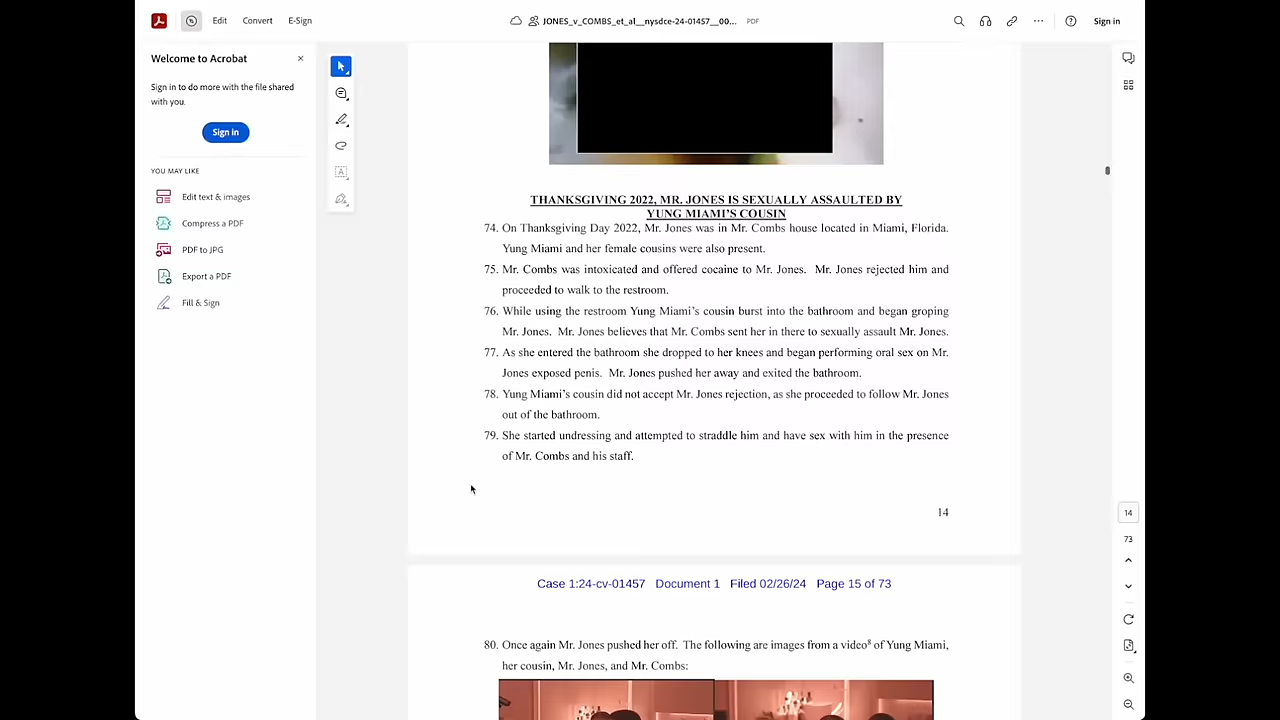 Edit
Convert
E-Sign
JONES_v_COMBS_et_al__nysdce-24-01457__00...
PDF
Sign in
Welcome to Acrobat
Sign in to do more with the file shared
with you.
Sign in
YOU MAY LIKE
Edit text & images
Compress a PDF
PDF to JPG
Export a PDF
Fill & Sign
THANKSGIVING 2022, MR. JONES IS SEXUALLY ASSAULTED BY
YUNG MIAMI'S COUSIN
74. On Thanksgiving Day 2022, Mr. Jones was in Mr. Combs house located in Miami, Florida.
Yung Miami and her female cousins were also present.
75. Mr. Combs was intoxicated and offered cocaine to Mr. Jones. Mr. Jones rejected him and
proceeded to walk to the restroom.
76. While using the restroom Yung Miami's cousin burst into the bathroom and began groping
Mr. Jones. Mr. Jones believes that Mr. Combs sent her in there to sexually assault Mr. Jones.
77. As she entered the bathroom she dropped to her knees and began performing oral sex on Mr.
Jones exposed penis. Mr. Jones pushed her away and exited the bathroom.
78. Yung Miami's cousin did not accept Mr. Jones rejection, as she proceeded to follow Mr. Jones
out of the bathroom.
79. She started undressing and attempted to straddle him and have sex with him in the presence
of Mr. Combs and his staff.
14
14
73
Case 1:24-cv-01457 Document 1 Filed 02/26/24 Page 15 of 73
80. Once again Mr. Jones pushed her off. The following are images from a video⁸ of Yung Miami,
her cousin, Mr. Jones, and Mr. Combs: